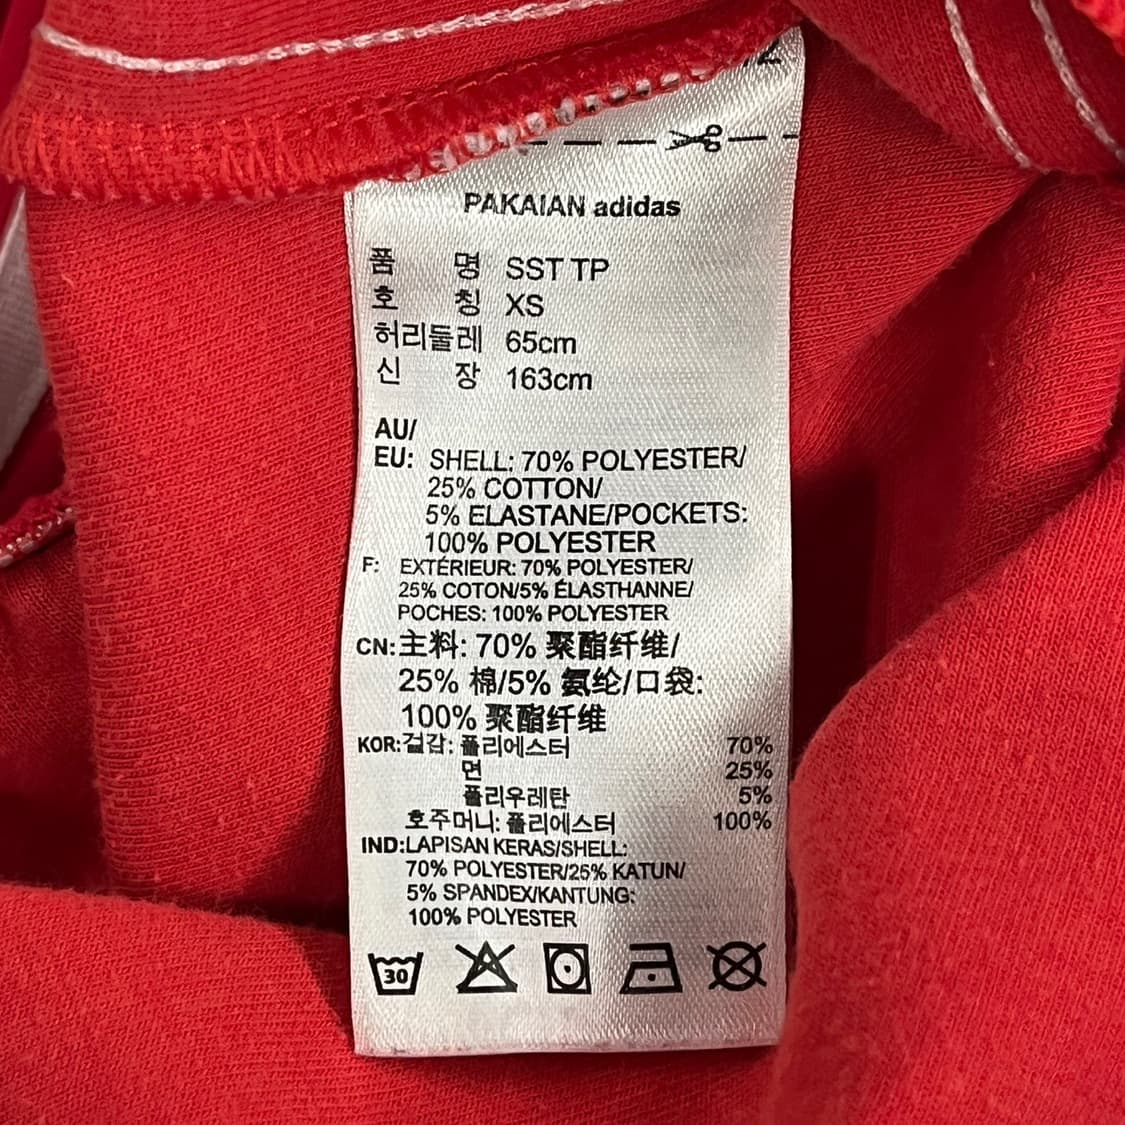 /2
PAKAIAN adidas
품 명 SST TP
호 칭 XS
허리둘레 65cm
신 장 163cm
AU/
EU: SHELL: 70% POLYESTER/
25% COTTON/
5% ELASTANE/POCKETS:
100% POLYESTER
F: EXTÉRIEUR: 70% POLYESTER/
25% COTON/5% ÉLASTHANNE/
POCHES: 100% POLYESTER
CN: 主料: 70% 聚酯纤维/
25% 棉/5% 氨纶/口袋:
100% 聚酯纤维
KOR: 겉감: 폴리에스터 70%
면 25%
폴리우레탄 5%
호주머니: 폴리에스터 100%
IND: LAPISAN KERAS/SHELL:
70% POLYESTER/25% KATUN/
5% SPANDEX/KANTUNG:
100% POLYESTER
30